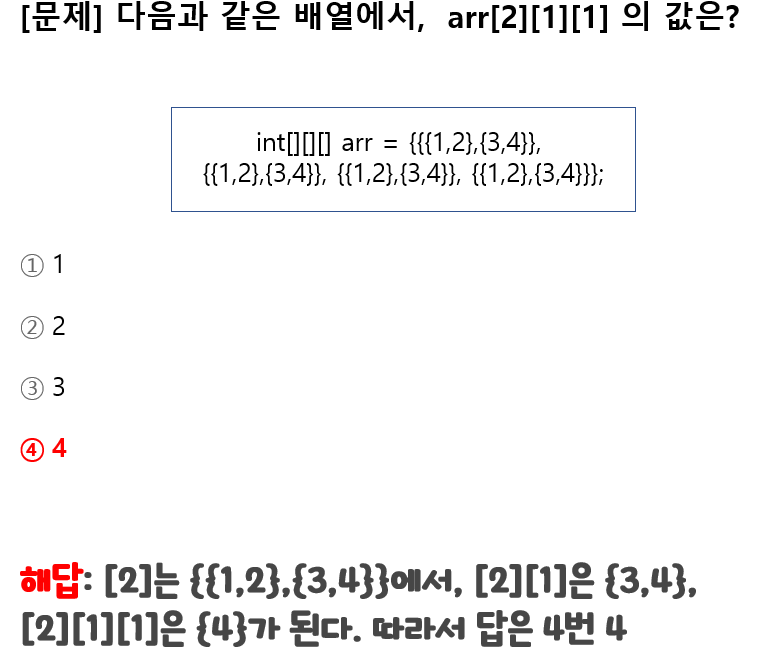 [문제] 다음과 같은 배열에서, arr[2][1][1] 의 값은?
int[][][] arr = {{{1,2},{3,4}},
{{1,2},{3,4}}, {{1,2},{3,4}}, {{1,2},{3,4}}};
① 1
② 2
③ 3
④ 4
해답: [2]는 {{1,2},{3,4}}에서, [2][1]은 {3,4},
[2][1][1]은 {4}가 된다. 따라서 답은 4번 4